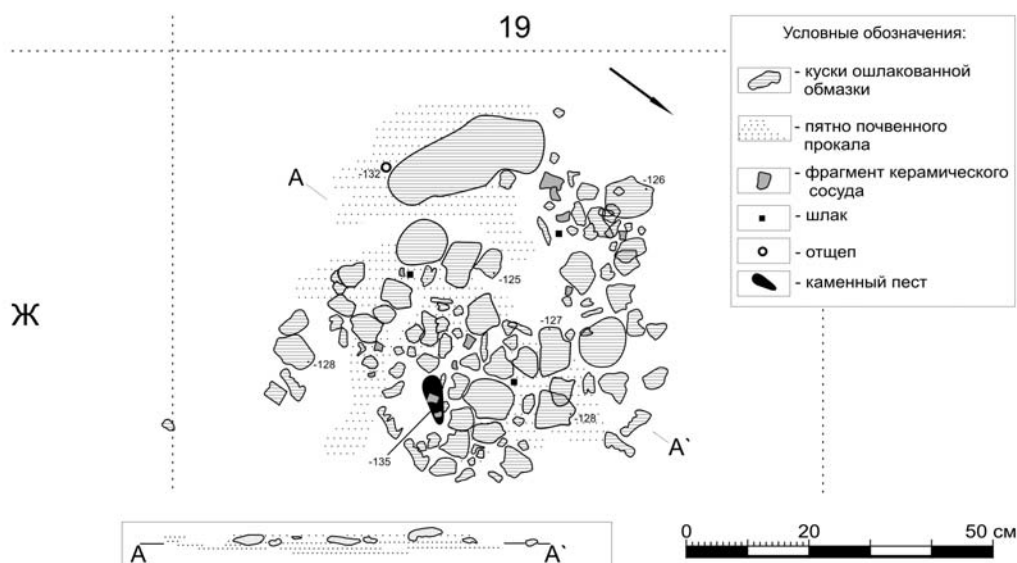 19
Условные обозначения:
- куски ошлакованной
обмазки
- пятно почвенного
прокала
- фрагмент керамического
сосуда
- шлак
- отщеп
- каменный пест
-132
А
-126
-125
Ж
-127
-128
-128
А`
-135
А
А`
0
20
50 см